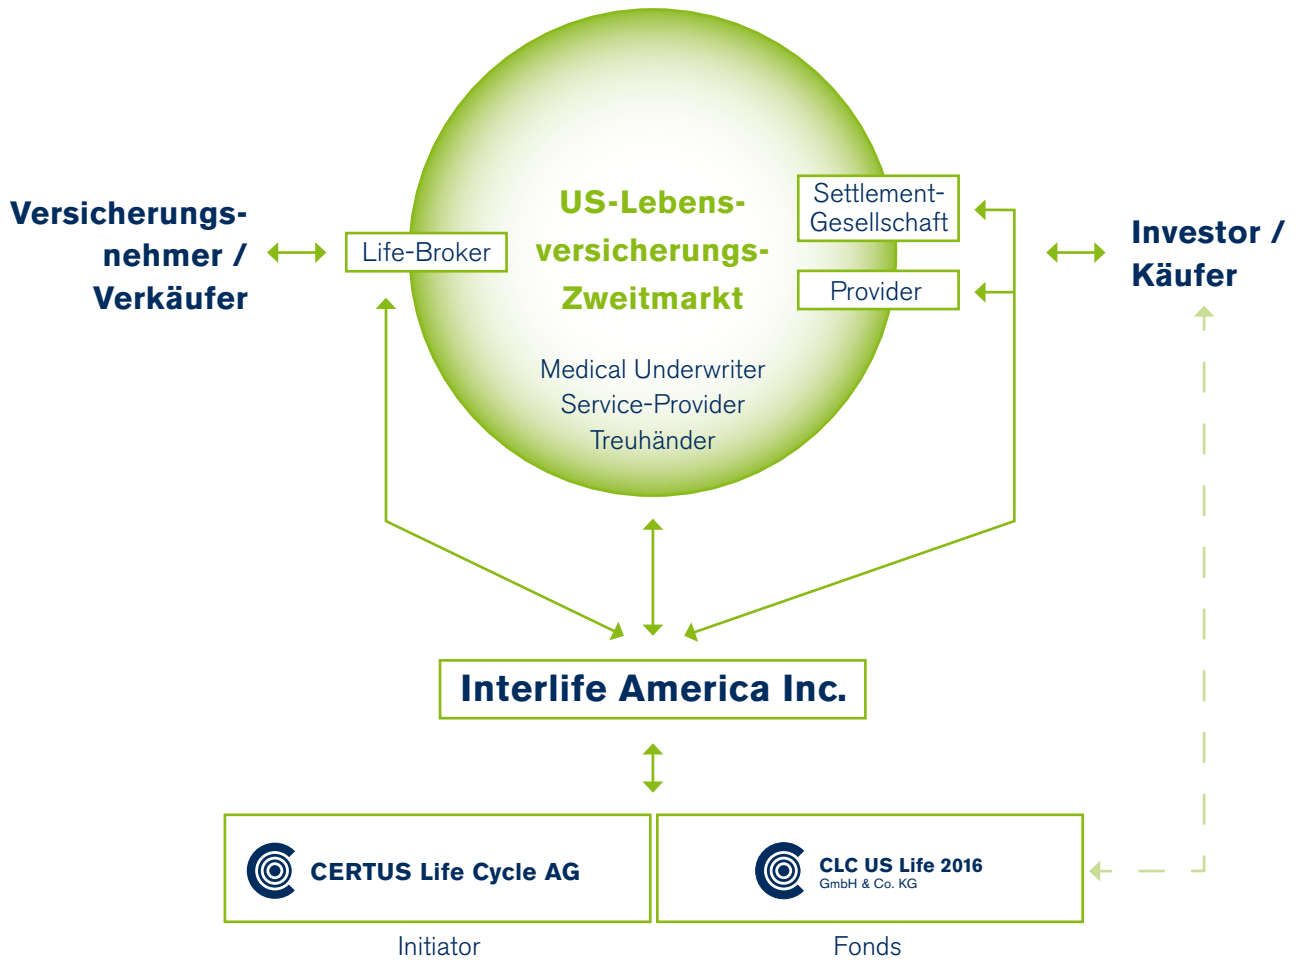 Versicherungs-
nehmer /
Verkäufer
Life-Broker
US-Lebens-
versicherungs-
Zweitmarkt
Medical Underwriter
Service-Provider
Treuhänder
Settlement-
Gesellschaft
Provider
Investor /
Käufer
Interlife America Inc.
CERTUS Life Cycle AG
CLC US Life 2016
GmbH & Co. KG
Initiator
Fonds